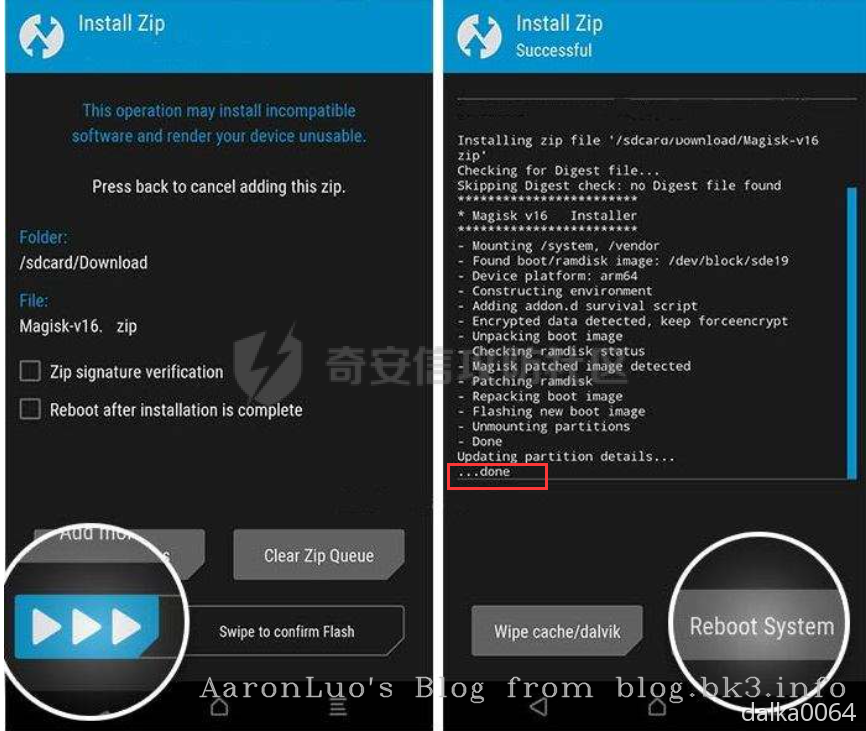 Install Zip
This operation may install incompatible
software and render your device unusable.
Press back to cancel adding this zip.
Folder:
/sdcard/Download
File:
Magisk-v16. zip
Zip signature verification
Reboot after installation is complete
Clear Zip Queue
Swipe to confirm Flash
Install Zip
Successful
Installing zip file '/sdcard/Download/Magisk-v16
zip'
Checking for Digest file...
Skipping Digest check: no Digest file found
************************
* Magisk v16 Installer
************************
- Mounting /system, /vendor
- Found boot/ramdisk image: /dev/block/sde19
- Device platform: arm64
- Constructing environment
- Adding addon.d survival script
- Encrypted data detected, keep forceencrypt
- Unpacking boot image
- Checking ramdisk status
- Magisk patched image detected
- Patching ramdisk
- Repacking boot image
- Flashing new boot image
- Unmounting partitions
- Done
Updating partition details...
...done
Wipe cache/dalvik
Reboot System
奇安信攻防社区
AaronLuo's Blog from blog.bk3.info
dalka0064